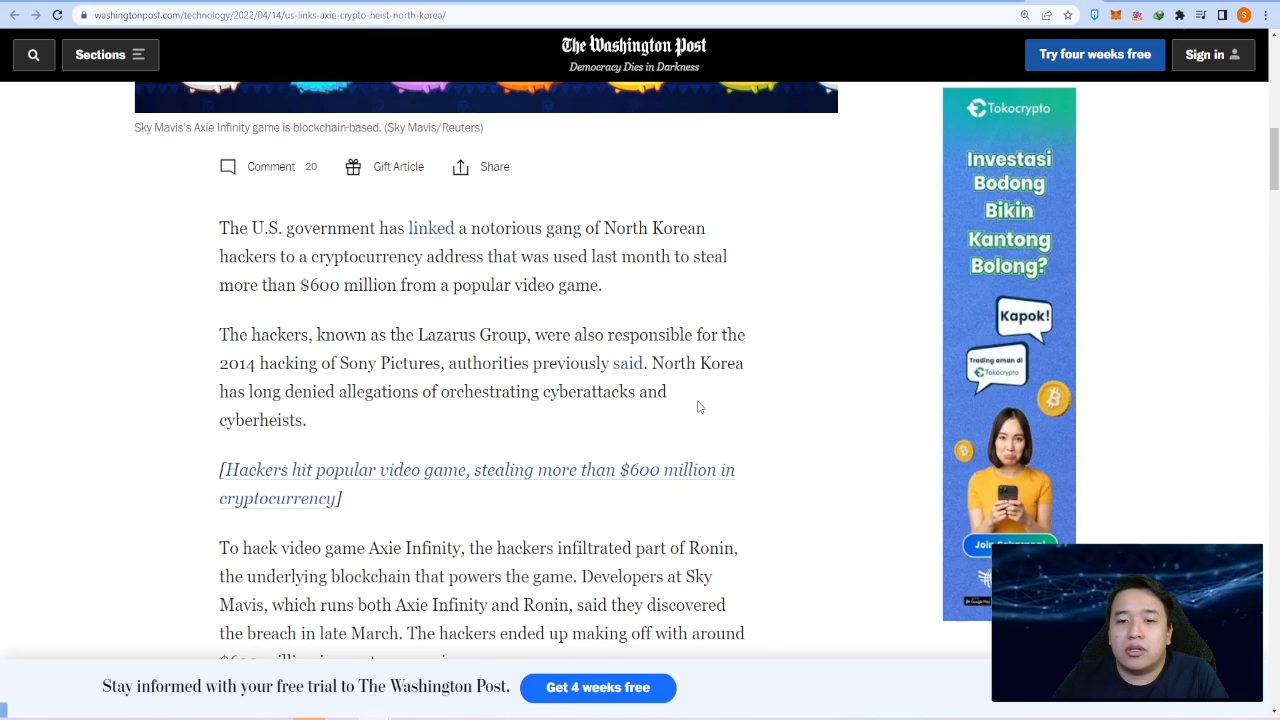 washingtonpost.com/technology/2022/04/14/us-links-axie-crypto-heist-north-korea/
Sections
The Washington Post
Democracy Dies in Darkness
Try four weeks free
Sign in
Sky Mavis's Axie Infinity game is blockchain-based. (Sky Mavis/Reuters)
Comment 20
Gift Article
Share
The U.S. government has linked a notorious gang of North Korean
hackers to a cryptocurrency address that was used last month to steal
more than $600 million from a popular video game.
The hackers, known as the Lazarus Group, were also responsible for the
2014 hacking of Sony Pictures, authorities previously said. North Korea
has long denied allegations of orchestrating cyberattacks and
cyberheists.
[Hackers hit popular video game, stealing more than $600 million in
cryptocurrency]
To hack video game Axie Infinity, the hackers infiltrated part of Ronin,
the underlying blockchain that powers the game. Developers at Sky
Mavis, which runs both Axie Infinity and Ronin, said they discovered
the breach in late March. The hackers ended up making off with around
Tokocrypto
Investasi
Bodong
Bikin
Kantong
Bolong?
Kapok!
Trading aman di
Tokocrypto
Stay informed with your free trial to The Washington Post.
Get 4 weeks free